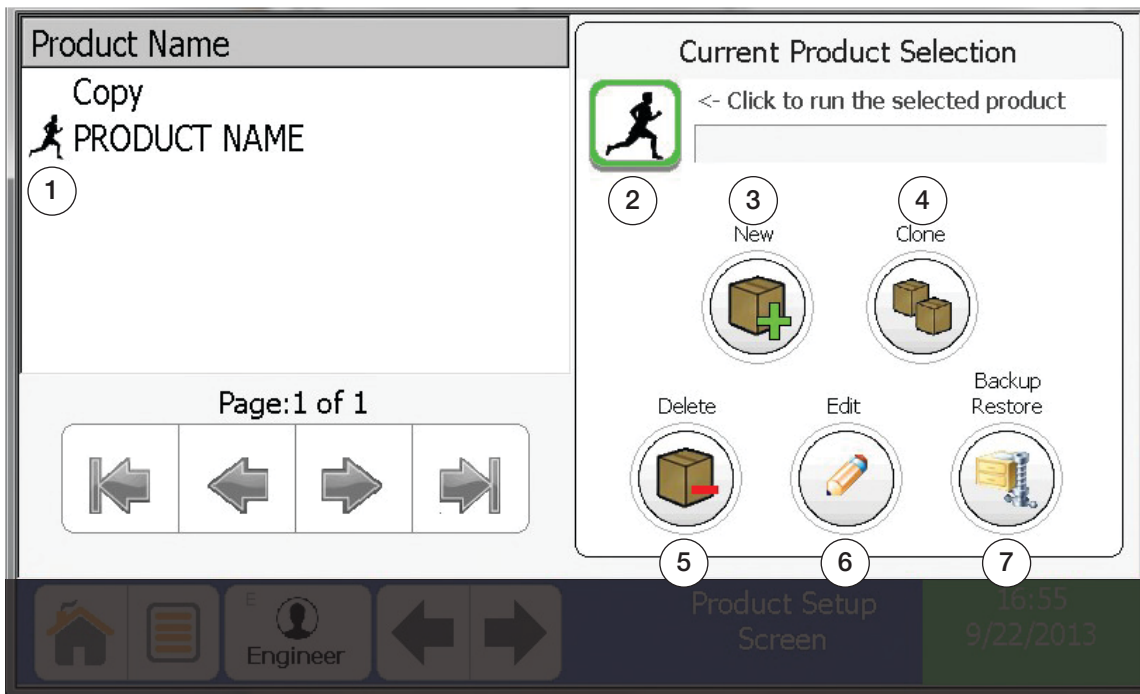 Product Name
Copy
PRODUCT NAME
1
Page:1 of 1
Current Product Selection
<- Click to run the selected product
2
3
4
New
Clone
Delete
Edit
Backup
Restore
5
6
7
E
Engineer
Product Setup
Screen
16:55
9/22/2013